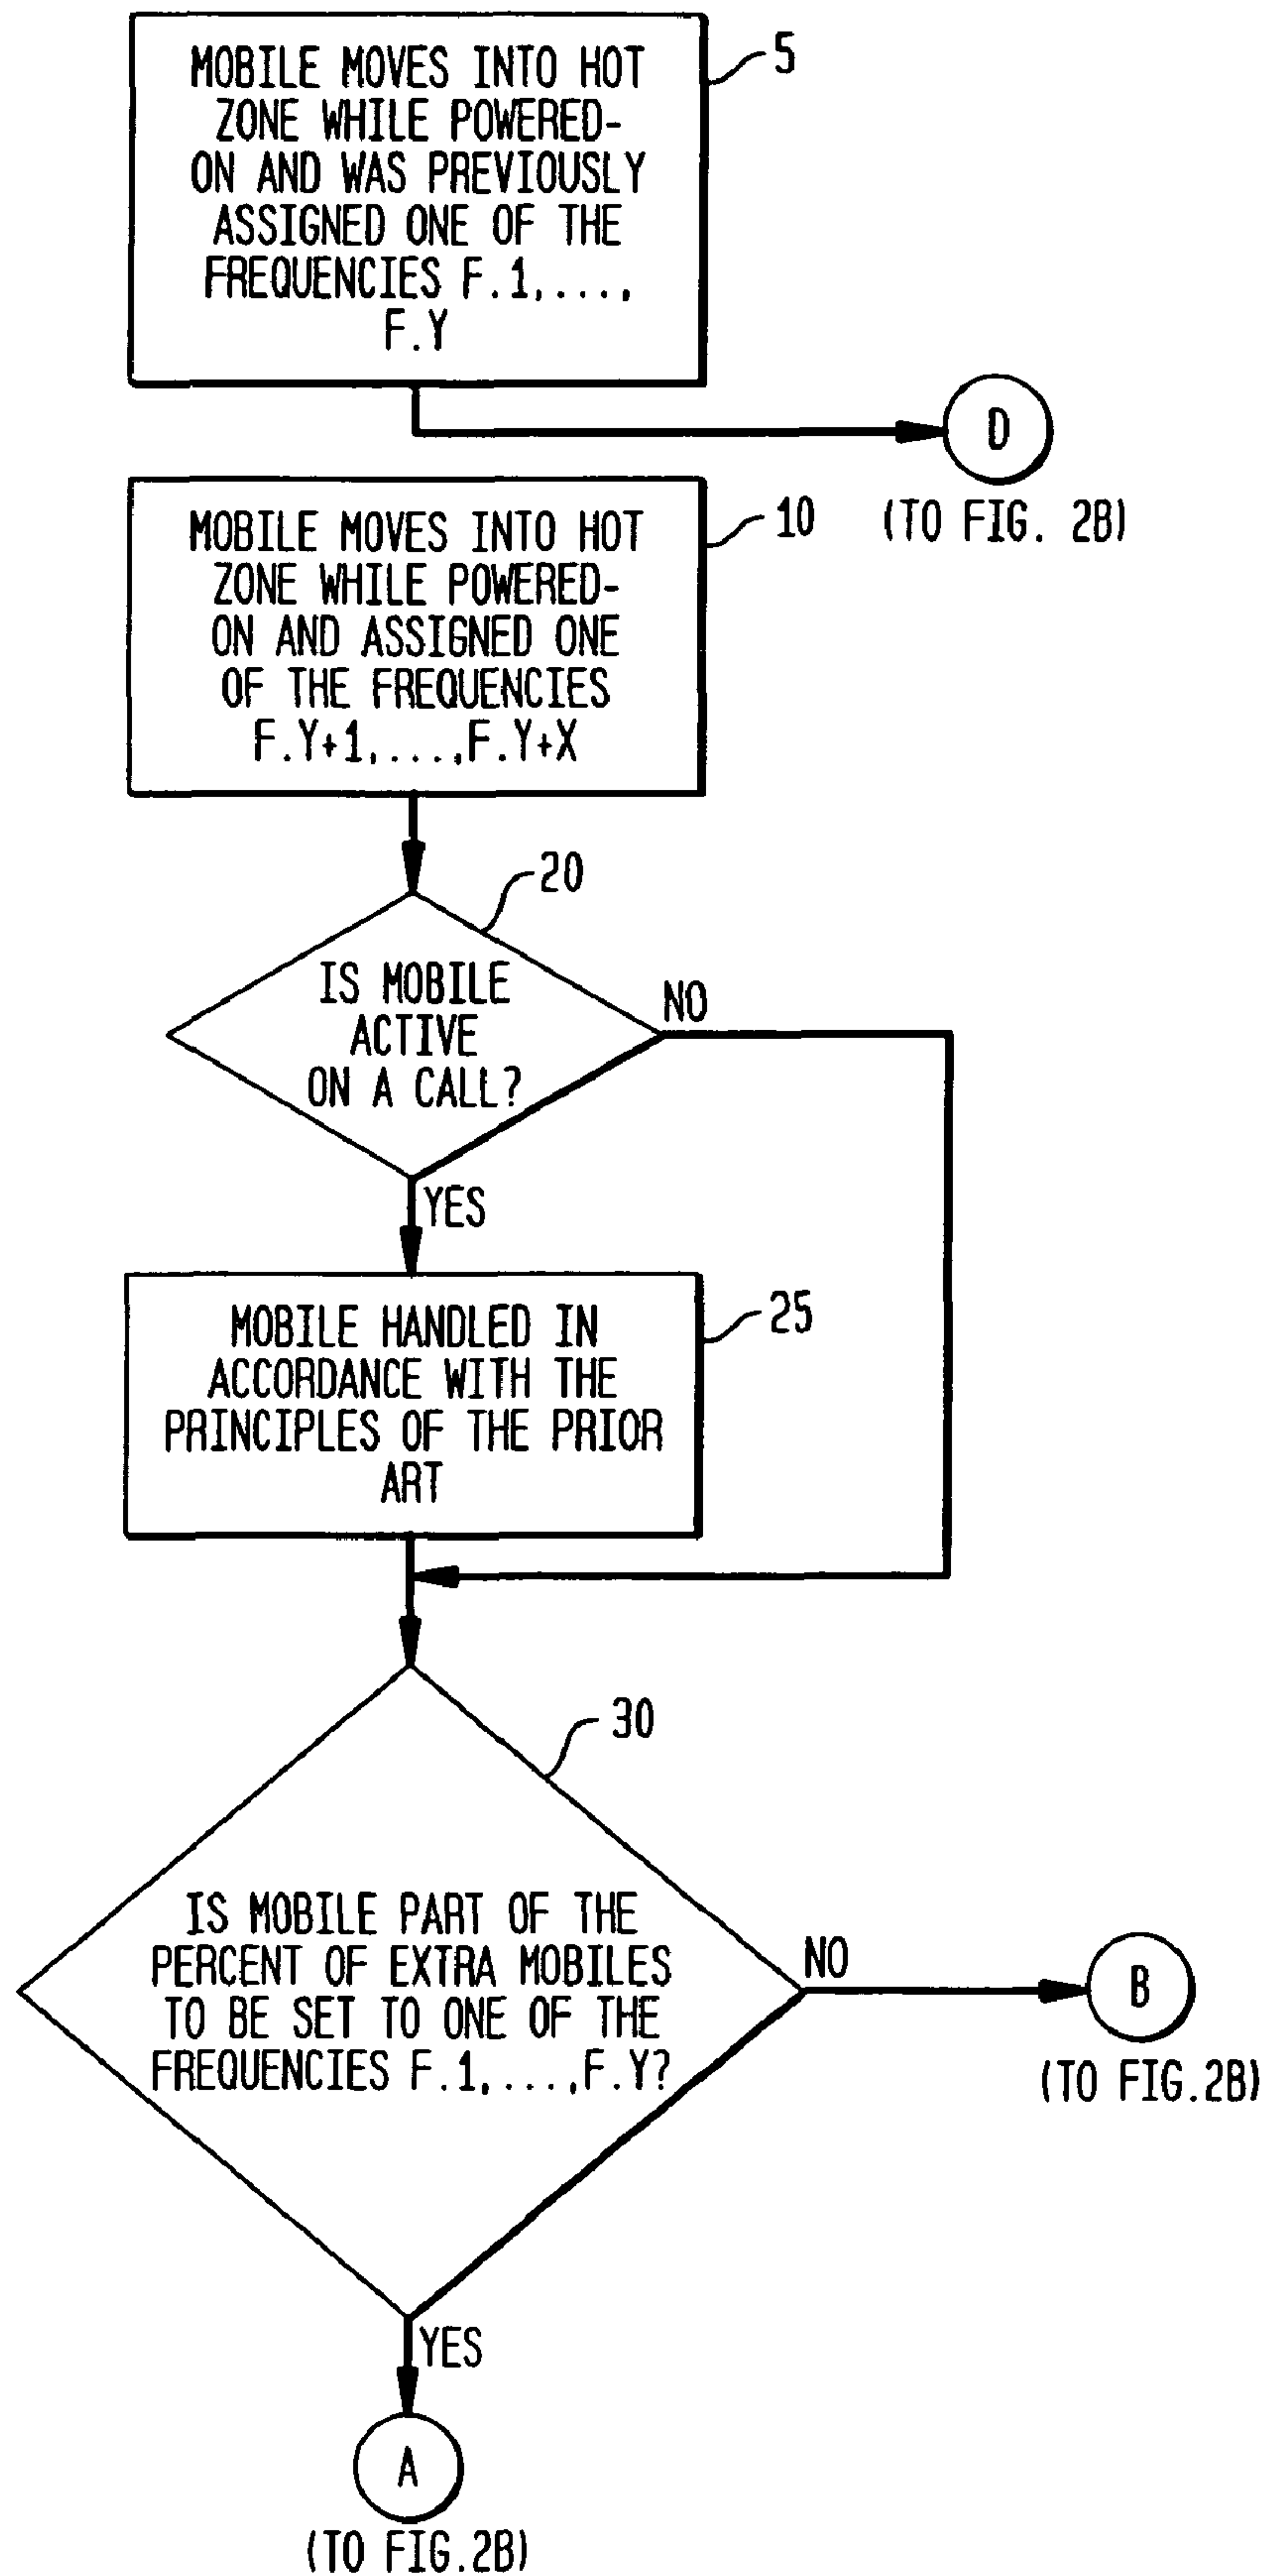 MOBILE MOVES INTO HOT
ZONE WHILE POWERED-
ON AND WAS PREVIOUSLY
ASSIGNED ONE OF THE
FREQUENCIES F.1,...,
F.Y
5
D
(TO FIG. 2B)
MOBILE MOVES INTO HOT
ZONE WHILE POWERED-
ON AND ASSIGNED ONE
OF THE FREQUENCIES
F.Y+1,...,F.Y+X
10
20
IS MOBILE
ACTIVE
ON A CALL?
NO
YES
MOBILE HANDLED IN
ACCORDANCE WITH THE
PRINCIPLES OF THE PRIOR
ART
25
30
IS MOBILE PART OF THE
PERCENT OF EXTRA MOBILES
TO BE SET TO ONE OF THE
FREQUENCIES F.1,...,F.Y?
NO
B
(TO FIG.2B)
YES
A
(TO FIG.2B)